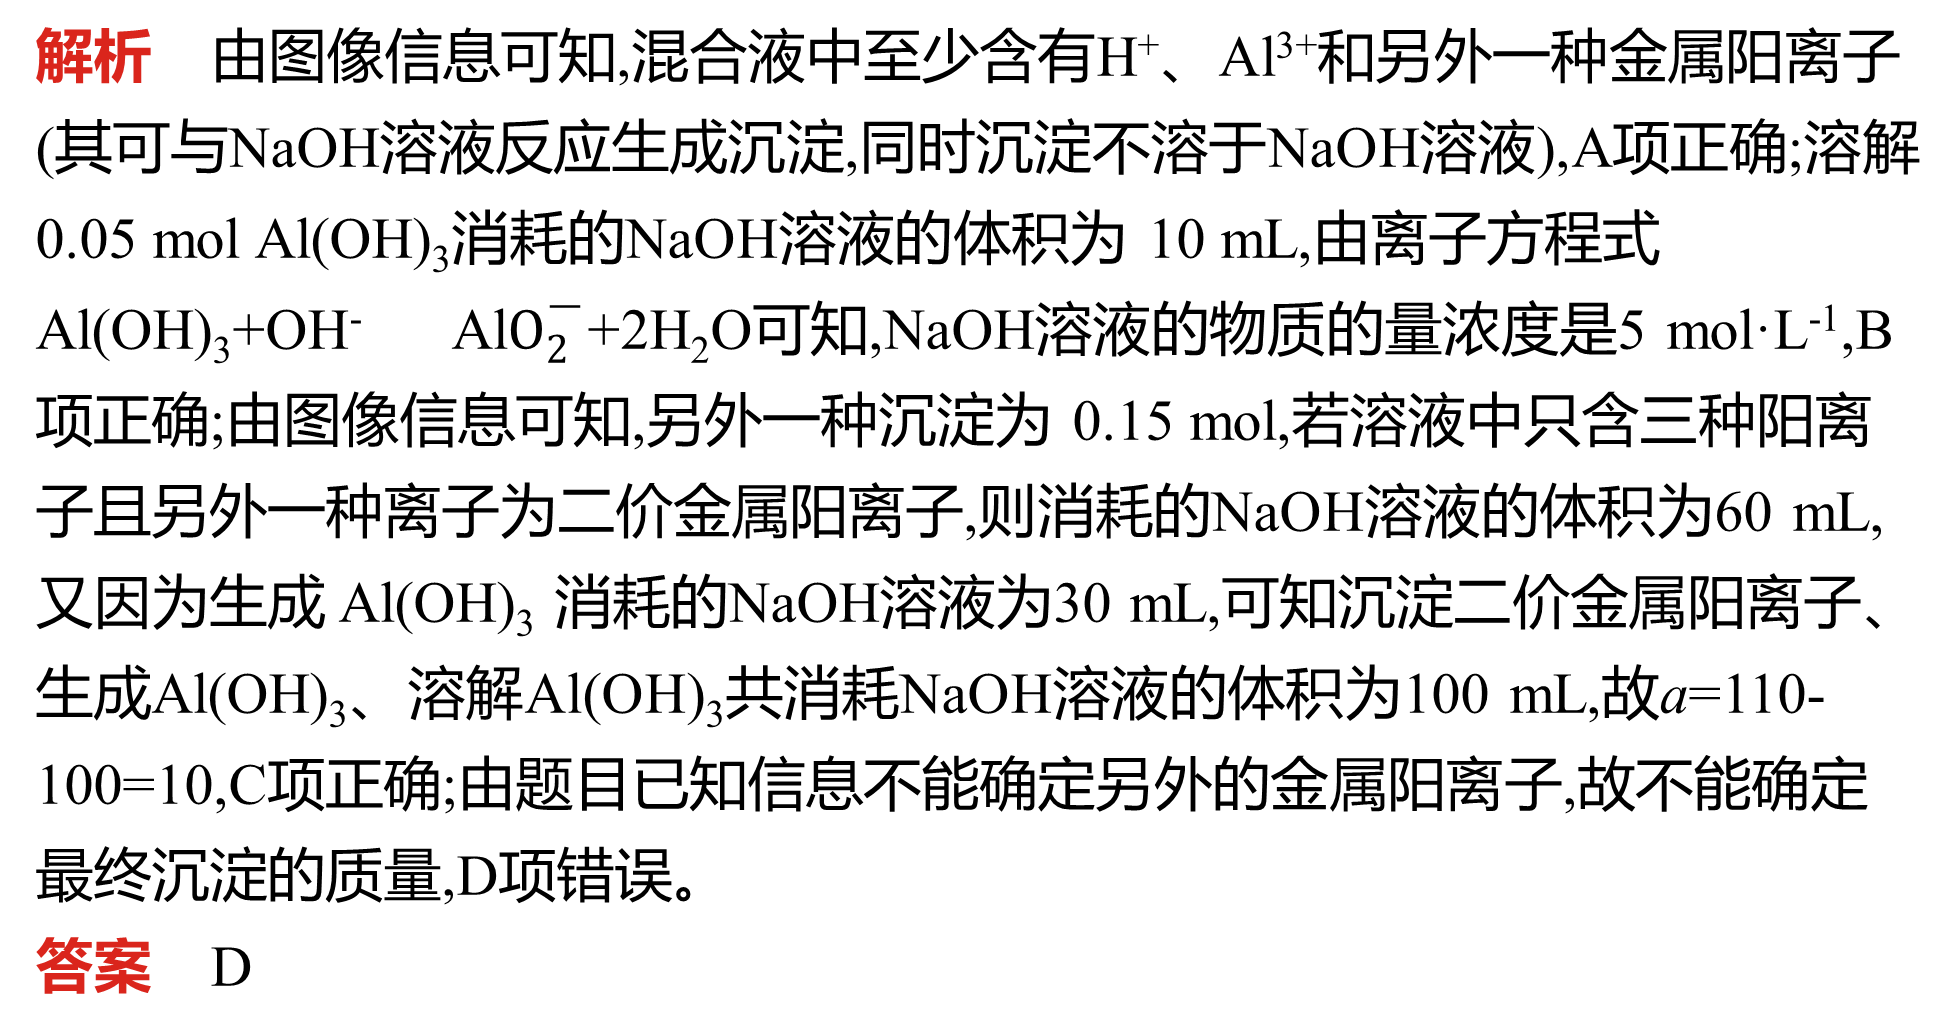 解析 由图像信息可知,混合液中至少含有H⁺、Al³⁺和另外一种金属阳离子
(其可与NaOH溶液反应生成沉淀,同时沉淀不溶于NaOH溶液),A项正确;溶解
0.05 mol Al(OH)₃消耗的NaOH溶液的体积为 10 mL,由离子方程式
Al(OH)₃+OH⁻ AlO₂⁻+2H₂O可知,NaOH溶液的物质的量浓度是5 mol·L⁻¹,B
项正确;由图像信息可知,另外一种沉淀为 0.15 mol,若溶液中只含三种阳离
子且另外一种离子为二价金属阳离子,则消耗的NaOH溶液的体积为60 mL,
又因为生成 Al(OH)₃ 消耗的NaOH溶液为30 mL,可知沉淀二价金属阳离子、
生成Al(OH)₃、溶解Al(OH)₃共消耗NaOH溶液的体积为100 mL,故a=110-
100=10,C项正确;由题目已知信息不能确定另外的金属阳离子,故不能确定
最终沉淀的质量,D项错误。
答案 D